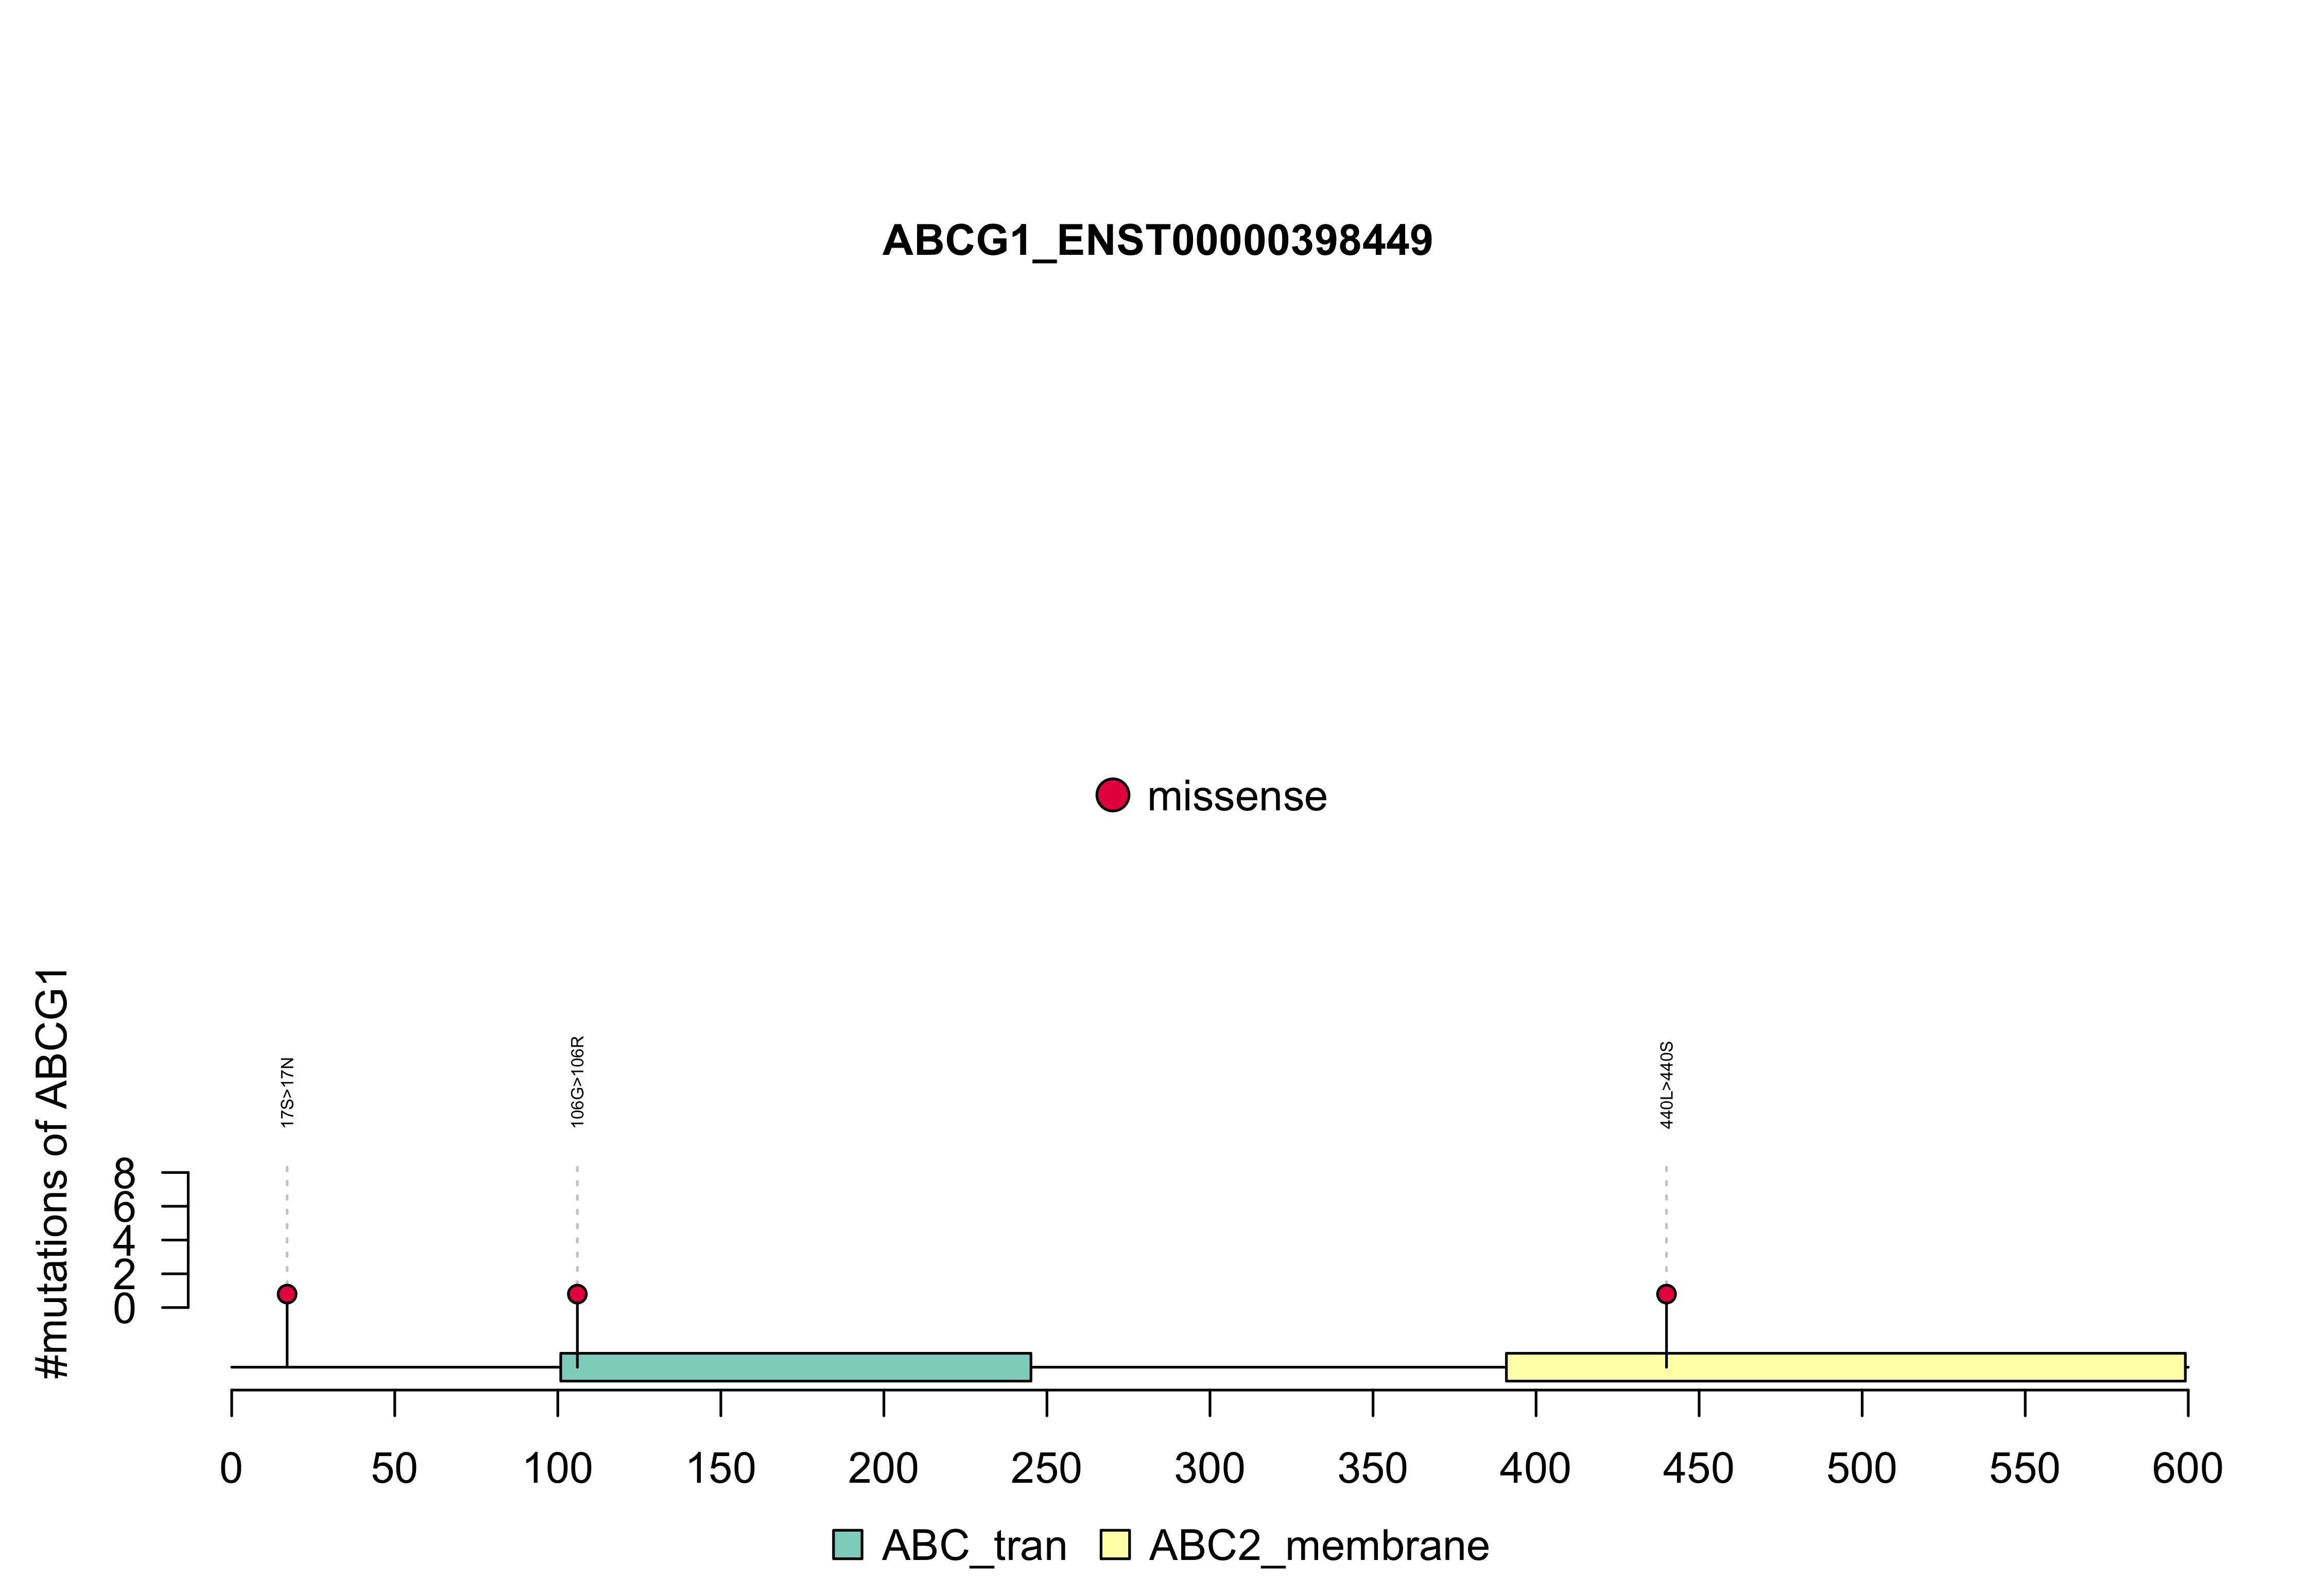 ABCG1_ENST00000398449
missense
#mutations of ABCG1
17S>17N
106G>106R
440L>440S
8
6
4
2
0
0 50 100 150 200 250 300 350 400 450 500 550 600
ABC_tran ABC2_membrane